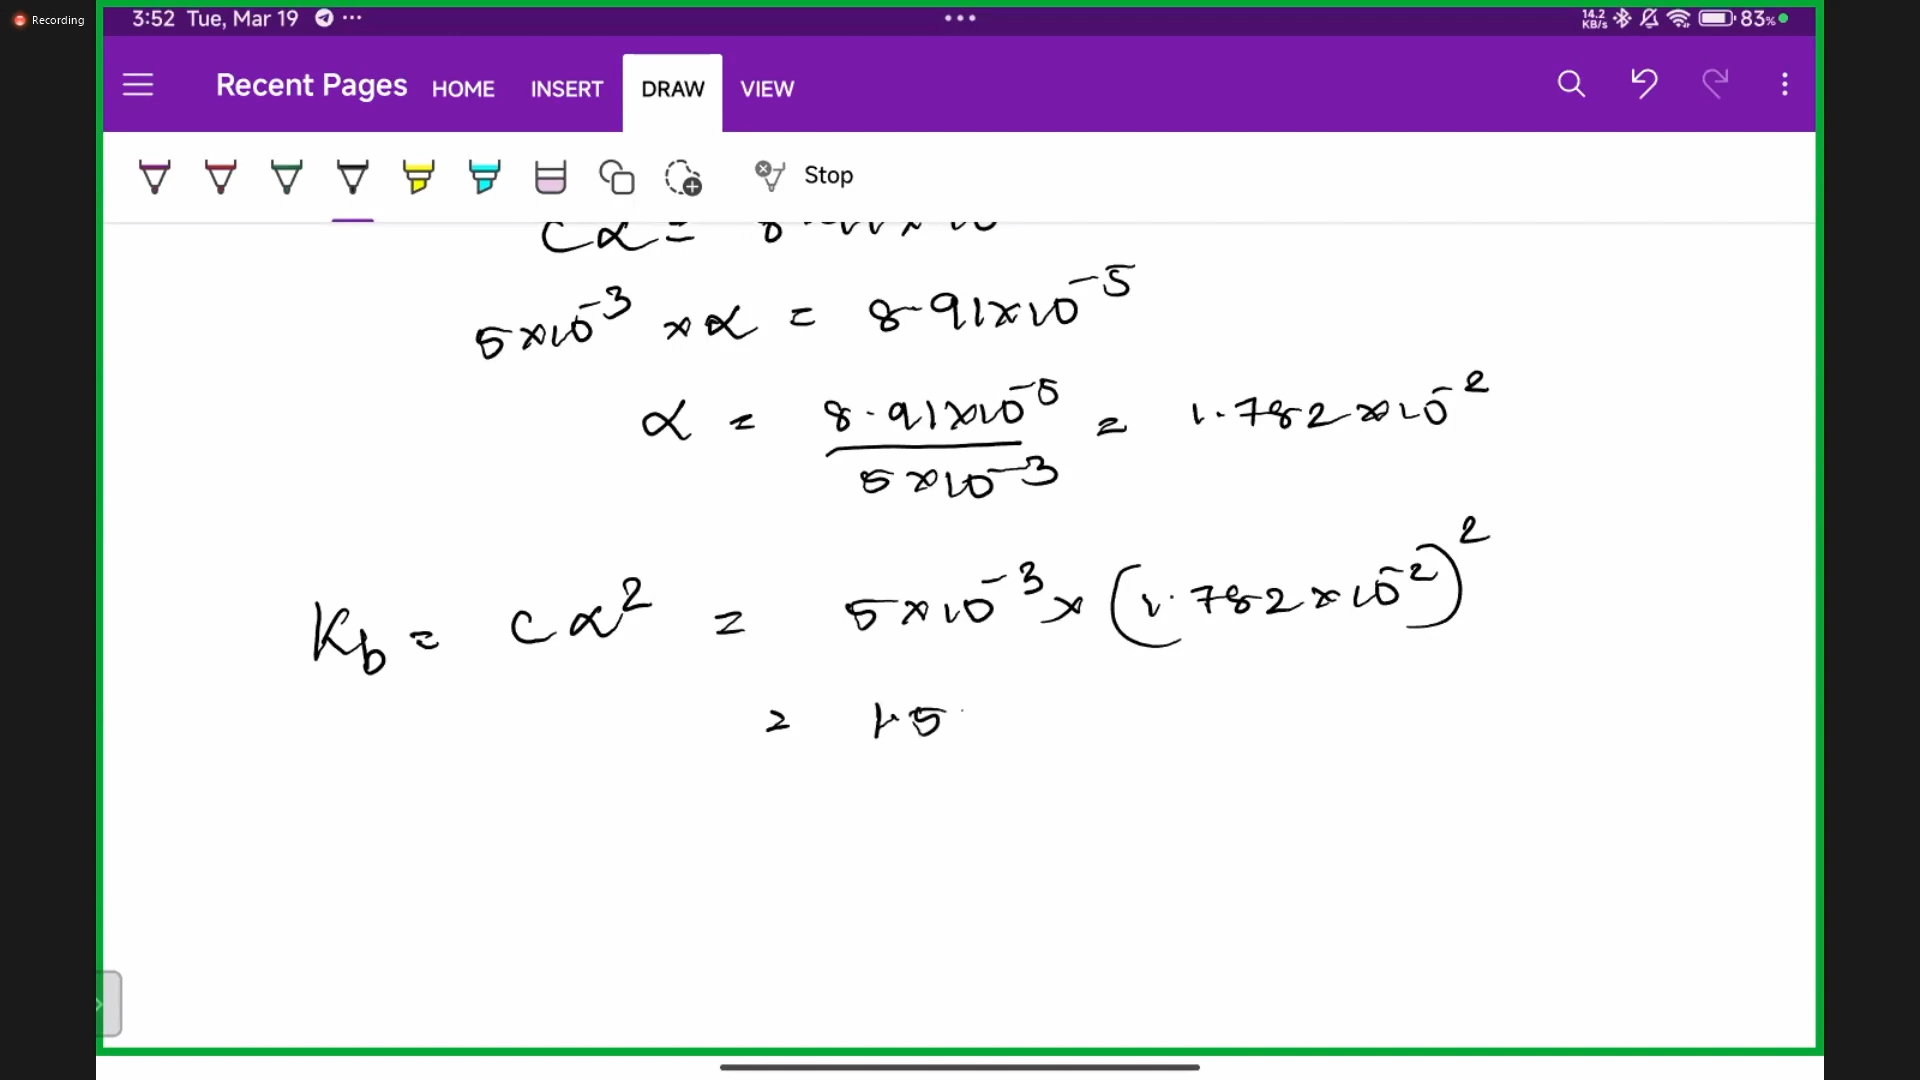 Recording
3:52 Tue, Mar 19 ...
14.2 KB/s 83%
Recent Pages HOME INSERT DRAW VIEW
Stop
Cα =
5×10⁻³ × α = 8.91×10⁻⁵
α = 8.91×10⁻⁵ / 5×10⁻³ = 1.782×10⁻²
K_b = Cα² = 5×10⁻³ × (1.782×10⁻²)²
= 1.5